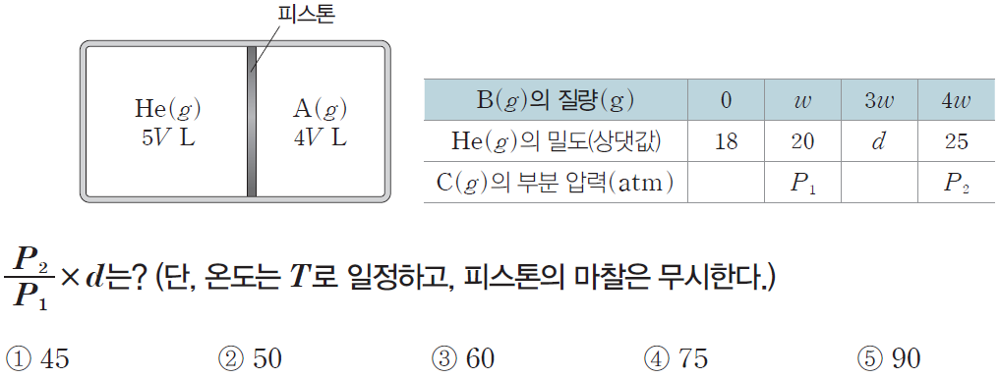 피스톤
He(g) A(g)
5V L 4V L
B(g)의 질량(g) 0 w 3w 4w
He(g)의 밀도(상댓값) 18 20 d 25
C(g)의 부분 압력(atm) P₁ P₂
P₂/P₁ × d는? (단, 온도는 T로 일정하고, 피스톤의 마찰은 무시한다.)
① 45 ② 50 ③ 60 ④ 75 ⑤ 90